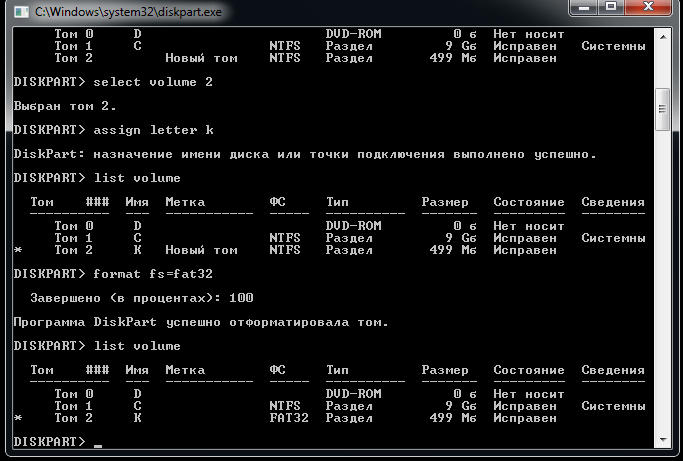 C:\Windows\system32\diskpart.exe
Том 0 D DVD-ROM 0 б Нет носит
Том 1 C NTFS Раздел 9 Gб Исправен Системны
Том 2 Новый том NTFS Раздел 499 Mб Исправен
DISKPART> select volume 2
Выбран том 2.
DISKPART> assign letter k
DiskPart: назначение имени диска или точки подключения выполнено успешно.
DISKPART> list volume
Том ### Имя Метка ФС Тип Размер Состояние Сведения
---------- --- ----------- ----- ---------- ------- --------- --------
Том 0 D DVD-ROM 0 б Нет носит
Том 1 C NTFS Раздел 9 Gб Исправен Системны
* Том 2 K Новый том NTFS Раздел 499 Mб Исправен
DISKPART> format fs=fat32
Завершено (в процентах): 100
Программа DiskPart успешно отформатировала том.
DISKPART> list volume
Том ### Имя Метка ФС Тип Размер Состояние Сведения
---------- --- ----------- ----- ---------- ------- --------- --------
Том 0 D DVD-ROM 0 б Нет носит
Том 1 C NTFS Раздел 9 Gб Исправен Системны
* Том 2 K FAT32 Раздел 499 Mб Исправен
DISKPART> _